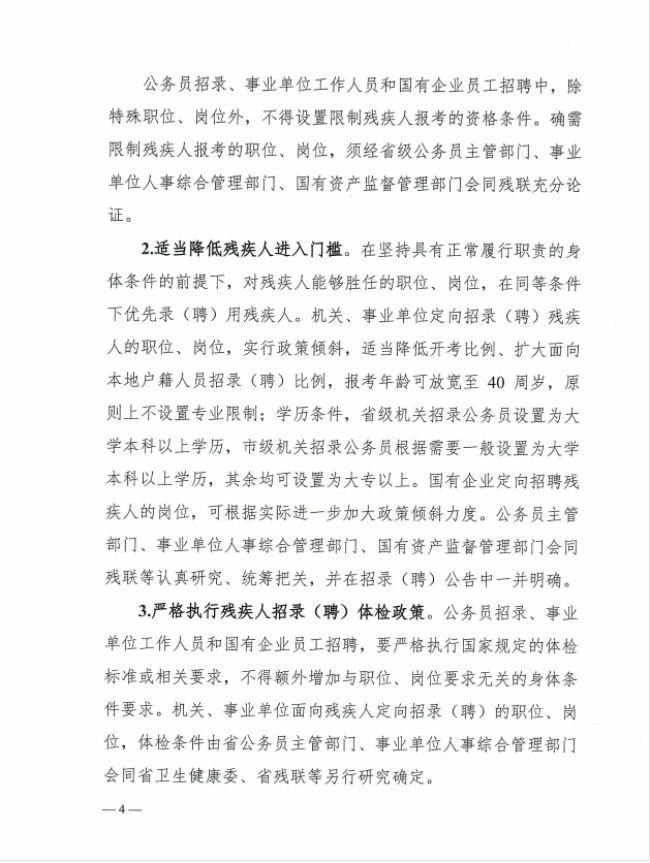 公务员招录、事业单位工作人员和国有企业员工招聘中，除
特殊职位、岗位外，不得设置限制残疾人报考的资格条件。确需
限制残疾人报考的职位、岗位，须经省级公务员主管部门、事业
单位人事综合管理部门、国有资产监督管理部门会同残联充分论
证。
2.适当降低残疾人进入门槛。在坚持具有正常履行职责的身
体条件的前提下，对残疾人能够胜任的职位、岗位，在同等条件
下优先录（聘）用残疾人。机关、事业单位定向招录（聘）残疾
人的职位、岗位，实行政策倾斜，适当降低开考比例、扩大面向
本地户籍人员招录（聘）比例，报考年龄可放宽至 40 周岁，原
则上不设置专业限制；学历条件，省级机关招录公务员设置为大
学本科以上学历，市级机关招录公务员根据需要一般设置为大学
本科以上学历，其余均可设置为大专以上。国有企业定向招聘残
疾人的岗位，可根据实际进一步加大政策倾斜力度。公务员主管
部门、事业单位人事综合管理部门、国有资产监督管理部门会同
残联等认真研究、统筹把关，并在招录（聘）公告中一并明确。
3.严格执行残疾人招录（聘）体检政策。公务员招录、事业
单位工作人员和国有企业员工招聘，要严格执行国家规定的体检
标准或相关要求，不得额外增加与职位、岗位要求无关的身体条
件要求。机关、事业单位面向残疾人定向招录（聘）的职位、岗
位，体检条件由省公务员主管部门、事业单位人事综合管理部门
会同省卫生健康委、省残联等另行研究确定。
—4—